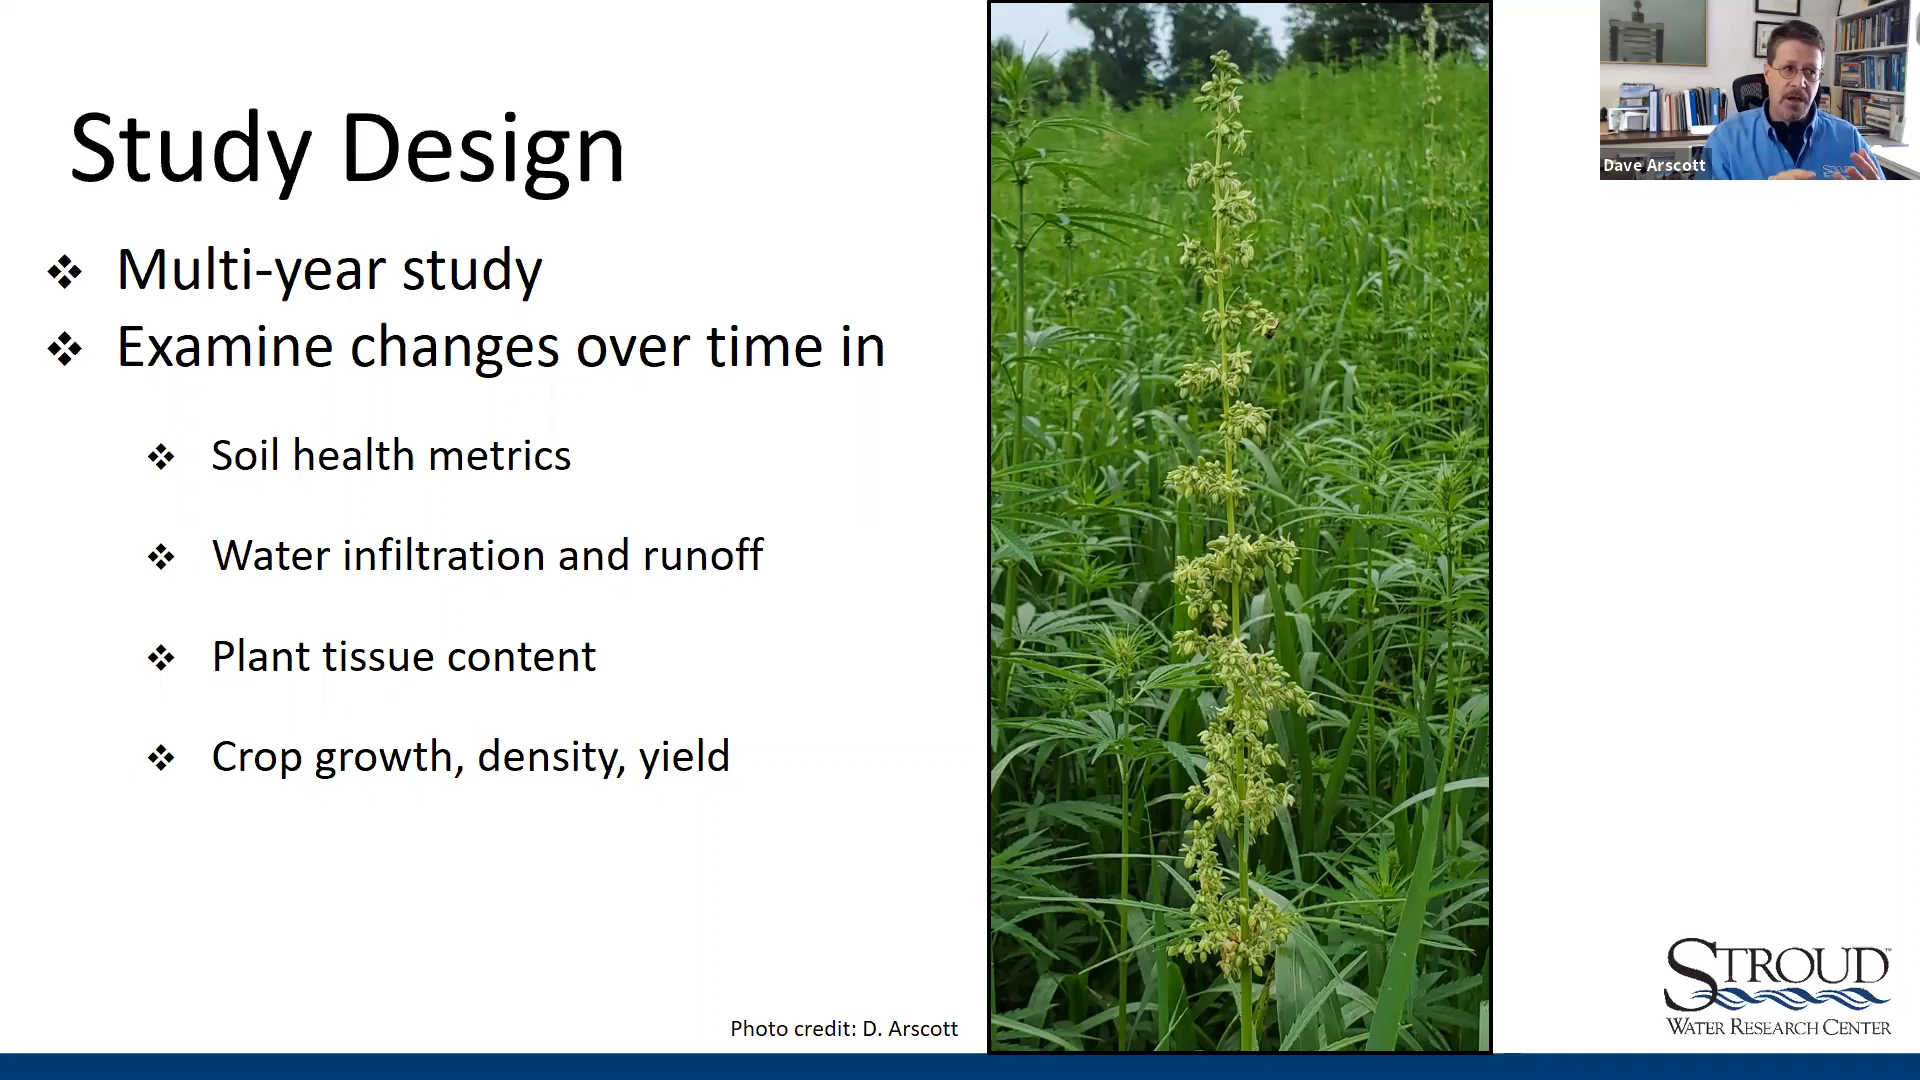 Study Design
❖ Multi-year study
❖ Examine changes over time in
❖ Soil health metrics
❖ Water infiltration and runoff
❖ Plant tissue content
❖ Crop growth, density, yield
Photo credit: D. Arscott
Dave Arscott
STROUD™
WATER RESEARCH CENTER